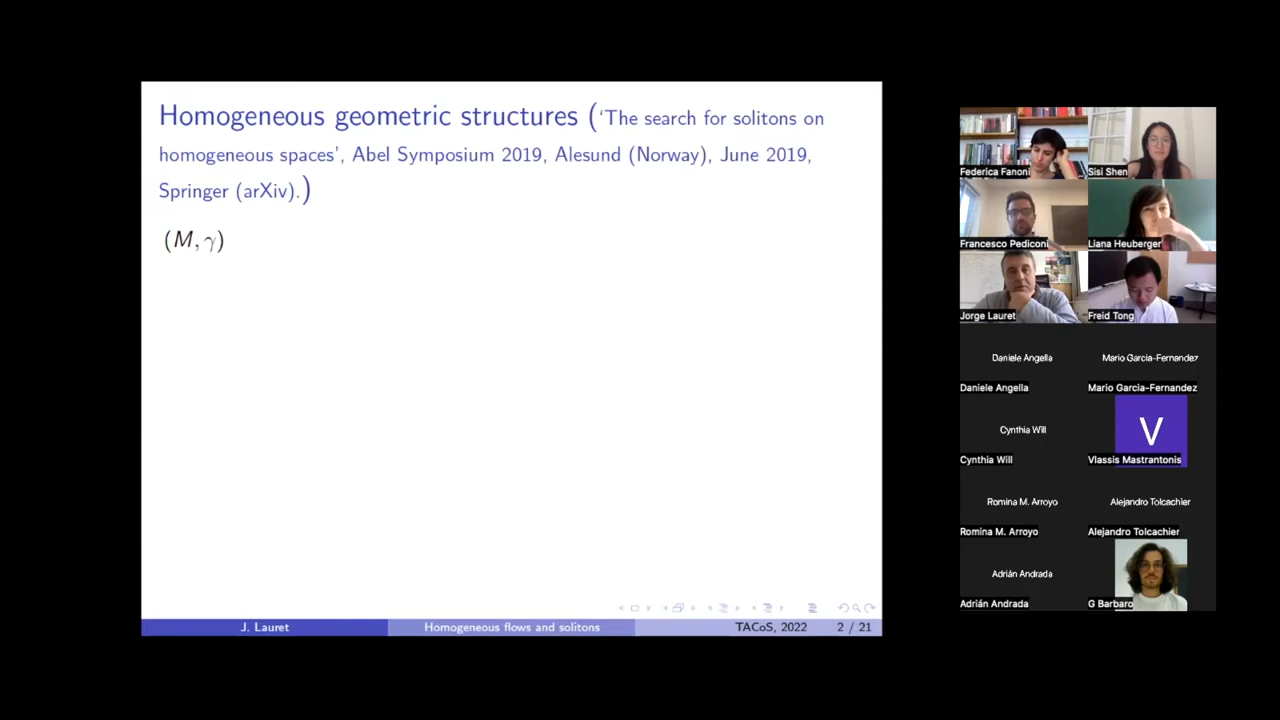 Homogeneous geometric structures ('The search for solitons on
homogeneous spaces', Abel Symposium 2019, Alesund (Norway), June 2019,
Springer (arXiv).)
(M, γ)
J. Lauret
Homogeneous flows and solitons
TACoS, 2022
2 / 21
Federica Fanoni
Sisi Shen
Francesco Pediconi
Liana Heuberger
Jorge Lauret
Freid Tong
Daniele Angella
Mario Garcia-Fernandez
Daniele Angella
Mario Garcia-Fernandez
Cynthia Will
V
Cynthia Will
Vlassis Mastrantonis
Romina M. Arroyo
Alejandro Tolcachier
Romina M. Arroyo
Alejandro Tolcachier
Adrián Andrada
Adrián Andrada
G Barbaro